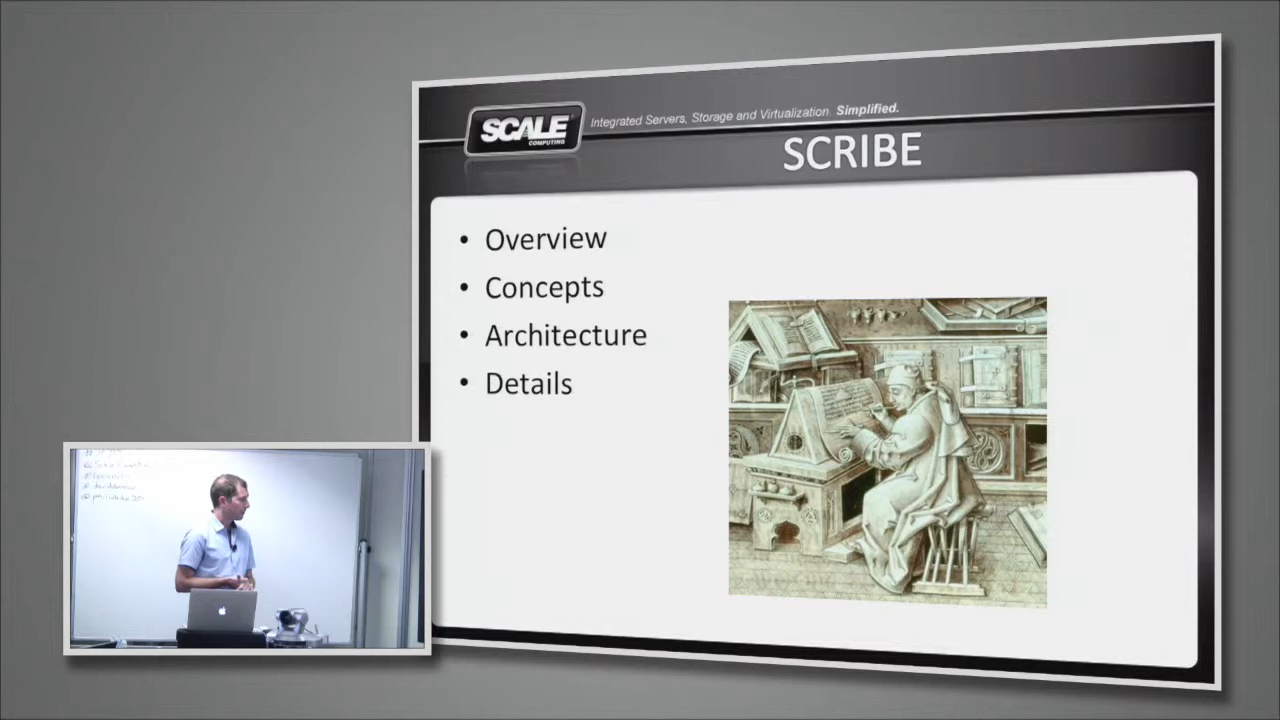 SCALE
COMPUTING
Integrated Servers, Storage and Virtualization. Simplified.
SCRIBE
• Overview
• Concepts
• Architecture
• Details